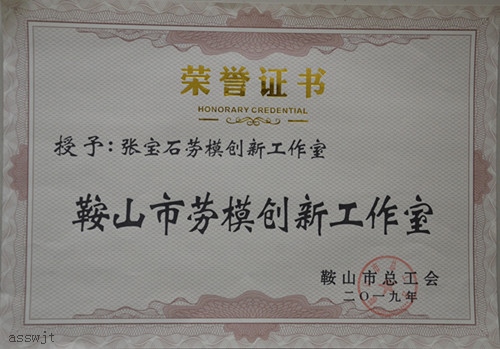 荣誉证书
HONORARY CREDENTIAL
授予:张宝石劳模创新工作室
鞍山市劳模创新工作室
鞍山市总工会
二〇一九年
asswjt